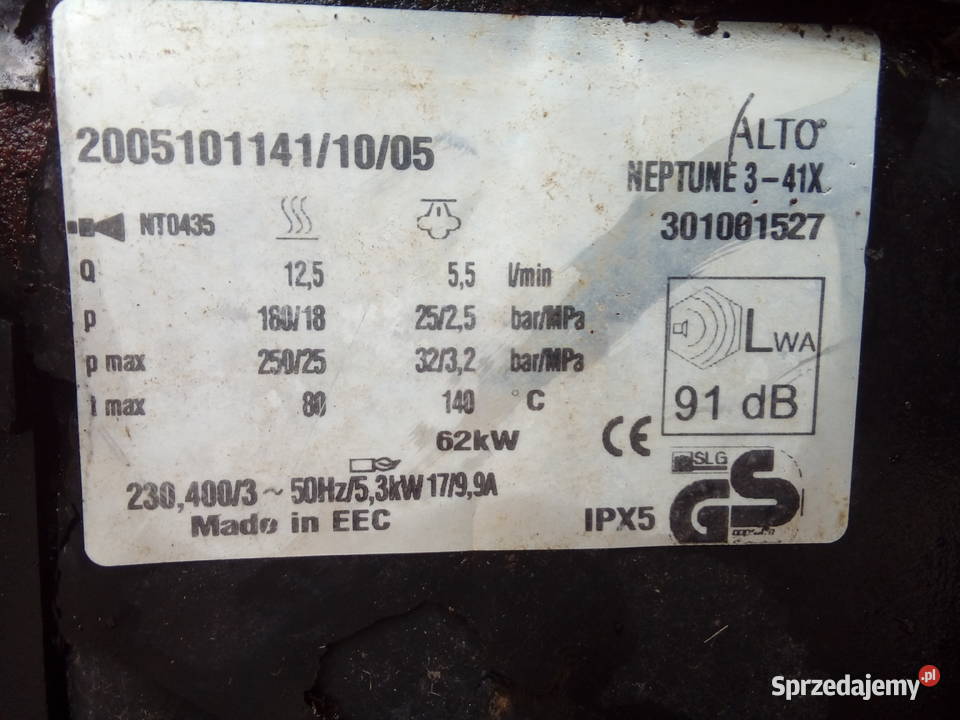 2005101141/10/05
ALTO®
NEPTUNE 3-41X
301001527
NT0435
Q 12,5 5,5 l/min
p 180/18 25/2,5 bar/MPa
p max 250/25 32/3,2 bar/MPa
t max 80 140 °C
62kW
230,400/3 ~ 50Hz/5,3kW 17/9,9A
Made in EEC
LWA
91 dB
CE
SLG
GS
IPX5
Sprzedajemy.pl